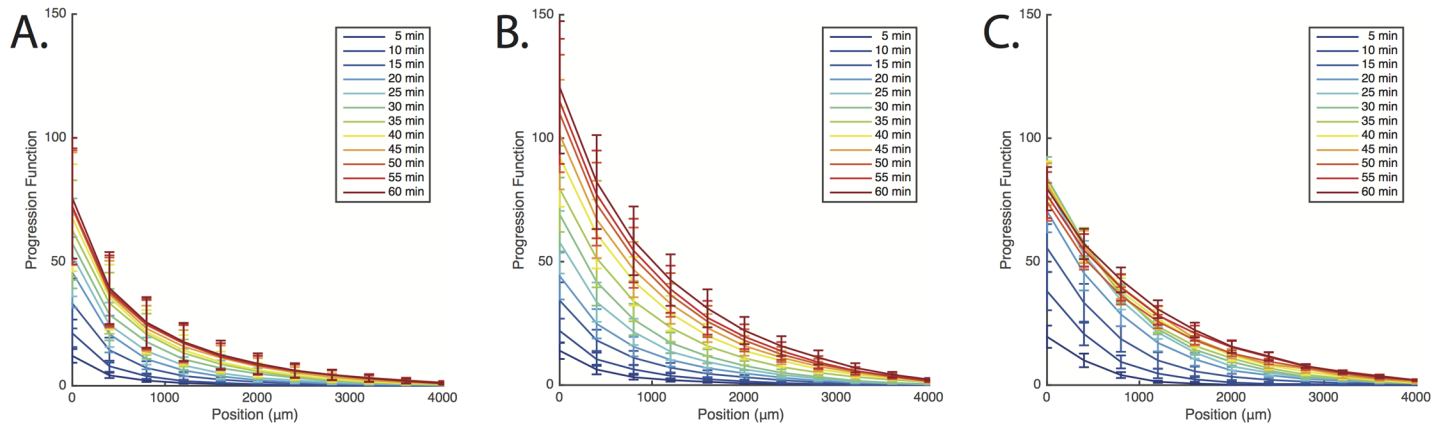 A.
150
100
50
0
Progression Function
0
1000
2000
3000
4000
Position (µm)
5 min
10 min
15 min
20 min
25 min
30 min
35 min
40 min
45 min
50 min
55 min
60 min
B.
150
100
50
0
Progression Function
0
1000
2000
3000
4000
Position (µm)
5 min
10 min
15 min
20 min
25 min
30 min
35 min
40 min
45 min
50 min
55 min
60 min
C.
150
100
50
0
Progression Function
0
1000
2000
3000
4000
Position (µm)
5 min
10 min
15 min
20 min
25 min
30 min
35 min
40 min
45 min
50 min
55 min
60 min